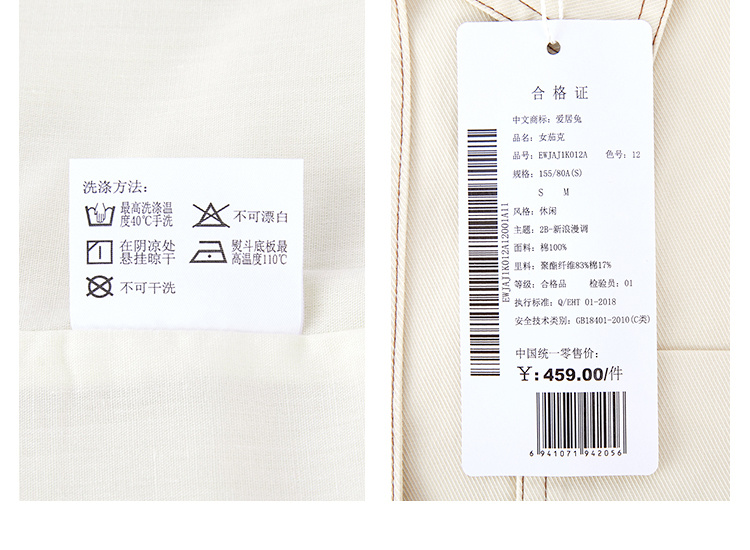 洗涤方法：
最高洗涤温
度40℃手洗
不可漂白
在阴凉处
悬挂晾干
熨斗底板最
高温度110℃
不可干洗
合格证
中文商标：爱居兔
品名：女茄克
品号：EWJAJ1K012A 色号：12
规格：155/80A(S)
S M
风格：休闲
主题：2B-新浪漫调
面料：棉100%
里料：聚酯纤维83%棉17%
等级：合格品 检验员：01
执行标准：Q/EHT 01-2018
安全技术类别：GB18401-2010(C类)
中国统一零售价：
¥:459.00/件
6 941071 942056
EWJAJ1K012A12001A11